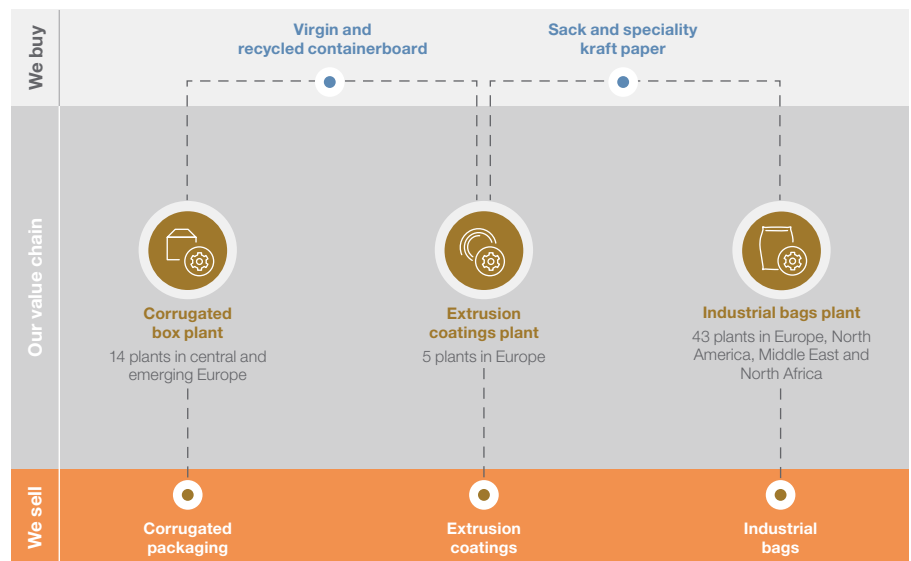 We buy
Virgin and
recycled containerboard
Sack and speciality
kraft paper
Our value chain
Corrugated
box plant
14 plants in central and
emerging Europe
Extrusion
coatings plant
5 plants in Europe
Industrial bags plant
43 plants in Europe, North
America, Middle East and
North Africa
We sell
Corrugated
packaging
Extrusion
coatings
Industrial
bags